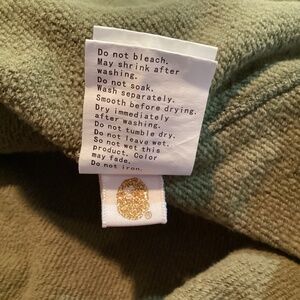 Do not bleach.
May shrink after
washing.
Do not soak.
Wash separately.
Smooth before drying.
Dry immediately
after washing.
Do not tumble dry.
Do not leave wet.
So not wet this
product. Color
may fade.
Do not iron.
®